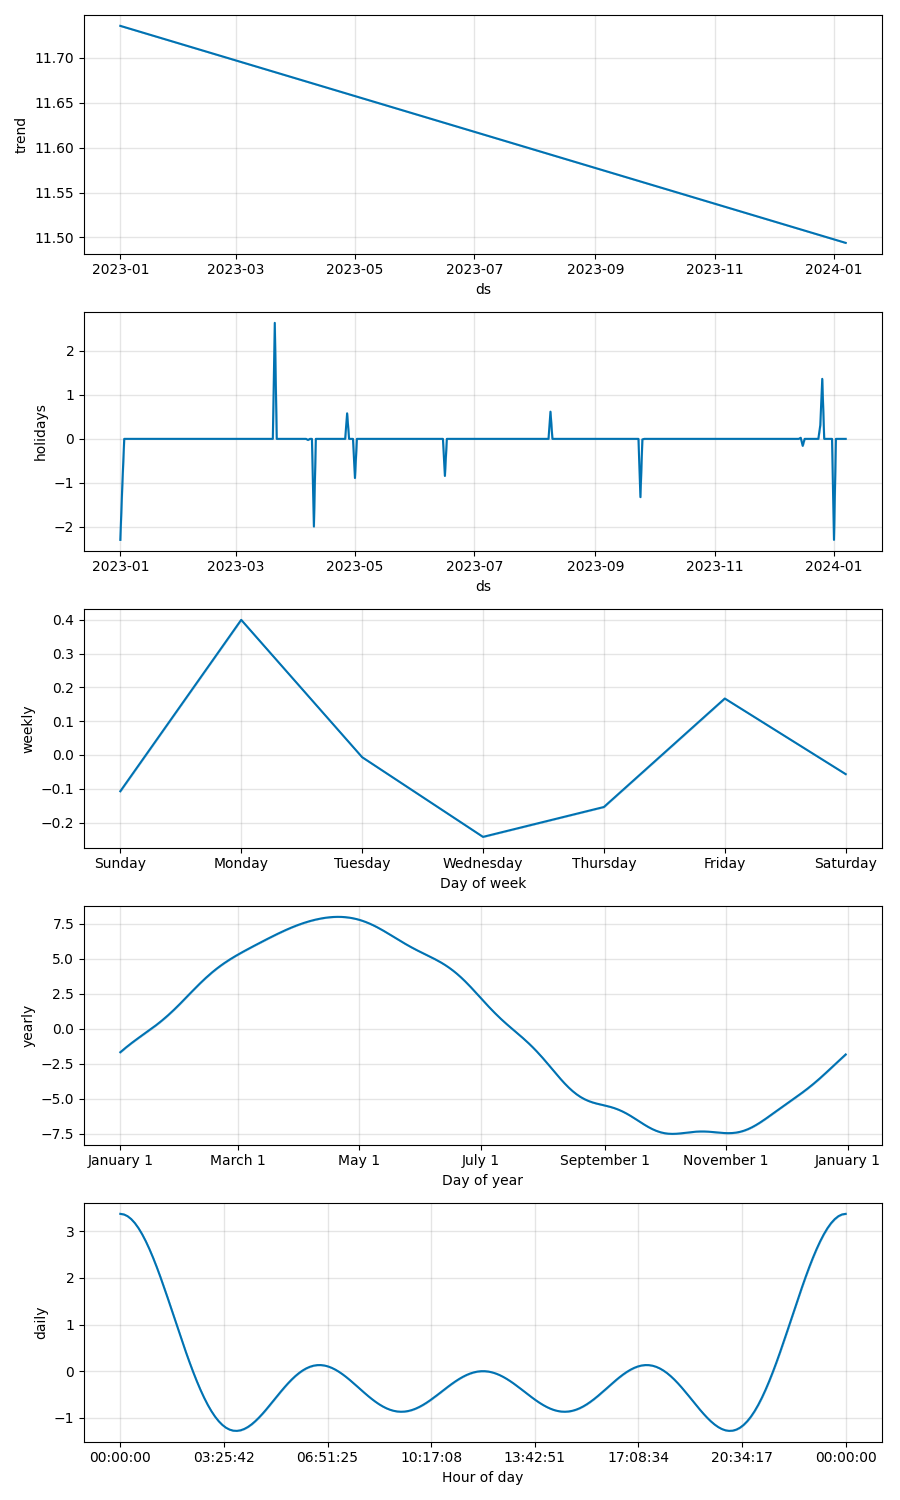 trend
11.70
11.65
11.60
11.55
11.50
2023-01 2023-03 2023-05 2023-07 2023-09 2023-11 2024-01
ds
holidays
2
1
0
−1
−2
2023-01 2023-03 2023-05 2023-07 2023-09 2023-11 2024-01
ds
weekly
0.4
0.3
0.2
0.1
0.0
−0.1
−0.2
Sunday Monday Tuesday Wednesday Thursday Friday Saturday
Day of week
yearly
7.5
5.0
2.5
0.0
−2.5
−5.0
−7.5
January 1 March 1 May 1 July 1 September 1 November 1 January 1
Day of year
daily
3
2
1
0
−1
00:00:00 03:25:42 06:51:25 10:17:08 13:42:51 17:08:34 20:34:17 00:00:00
Hour of day